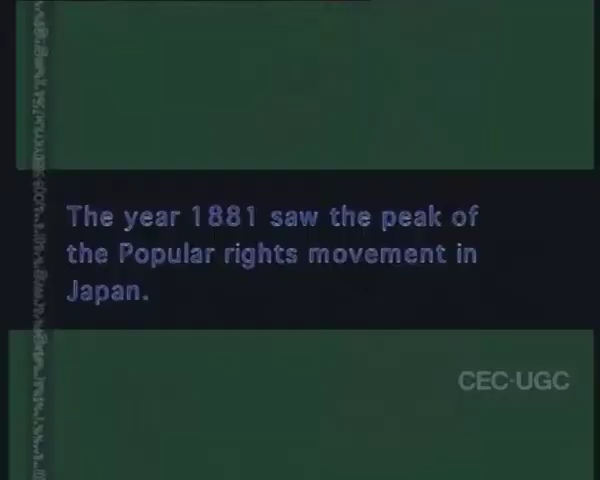 The year 1881 saw the peak of
the Popular rights movement in
Japan.
CEC-UGC